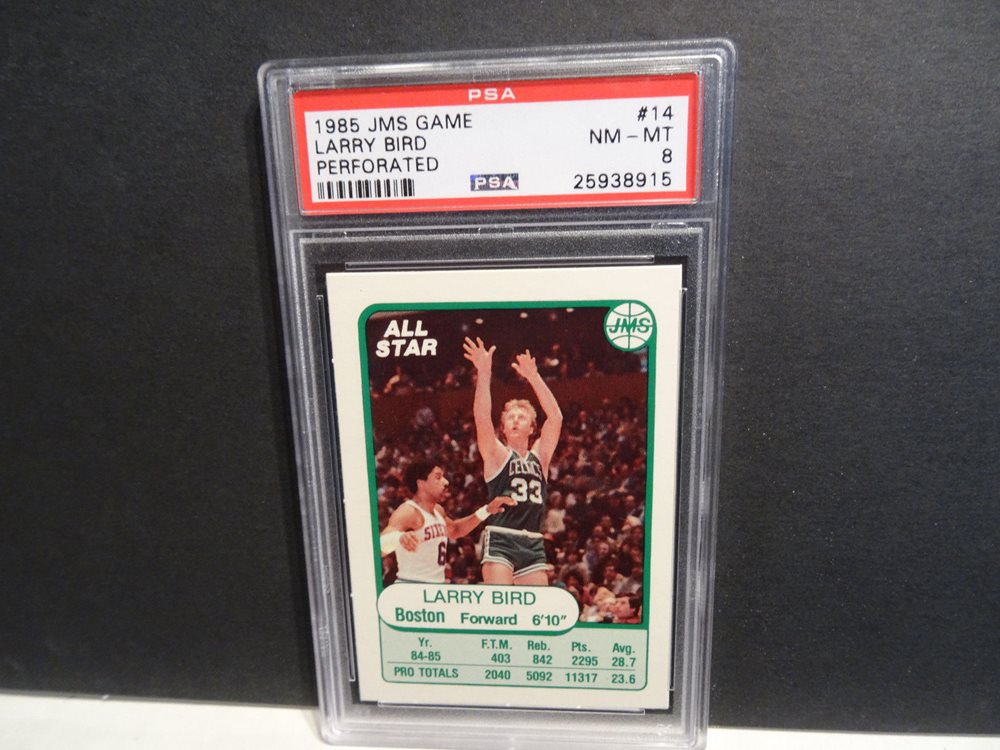 PSA
1985 JMS GAME #14
LARRY BIRD NM - MT
PERFORATED 8
PSA 25938915
ALL
STAR
JMS
CELTICS
33
SIXE
6
LARRY BIRD
Boston Forward 6'10"
Yr. F.T.M. Reb. Pts. Avg.
84-85 403 842 2295 28.7
PRO TOTALS 2040 5092 11317 23.6